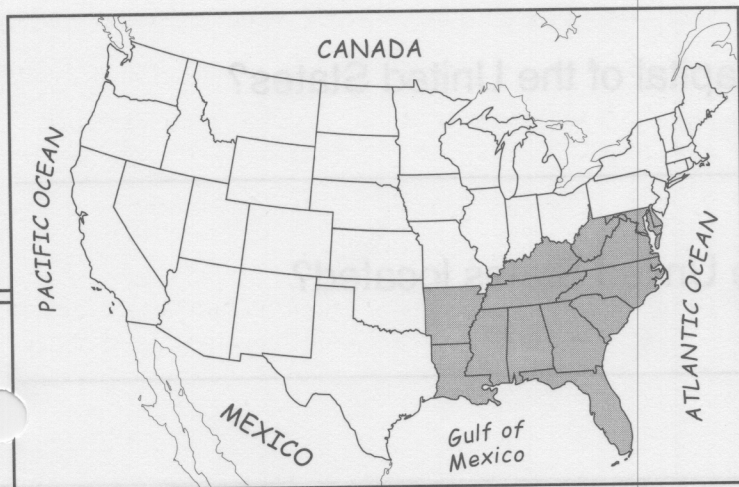 CANADA
PACIFIC OCEAN
ATLANTIC OCEAN
MEXICO
Gulf of
Mexico